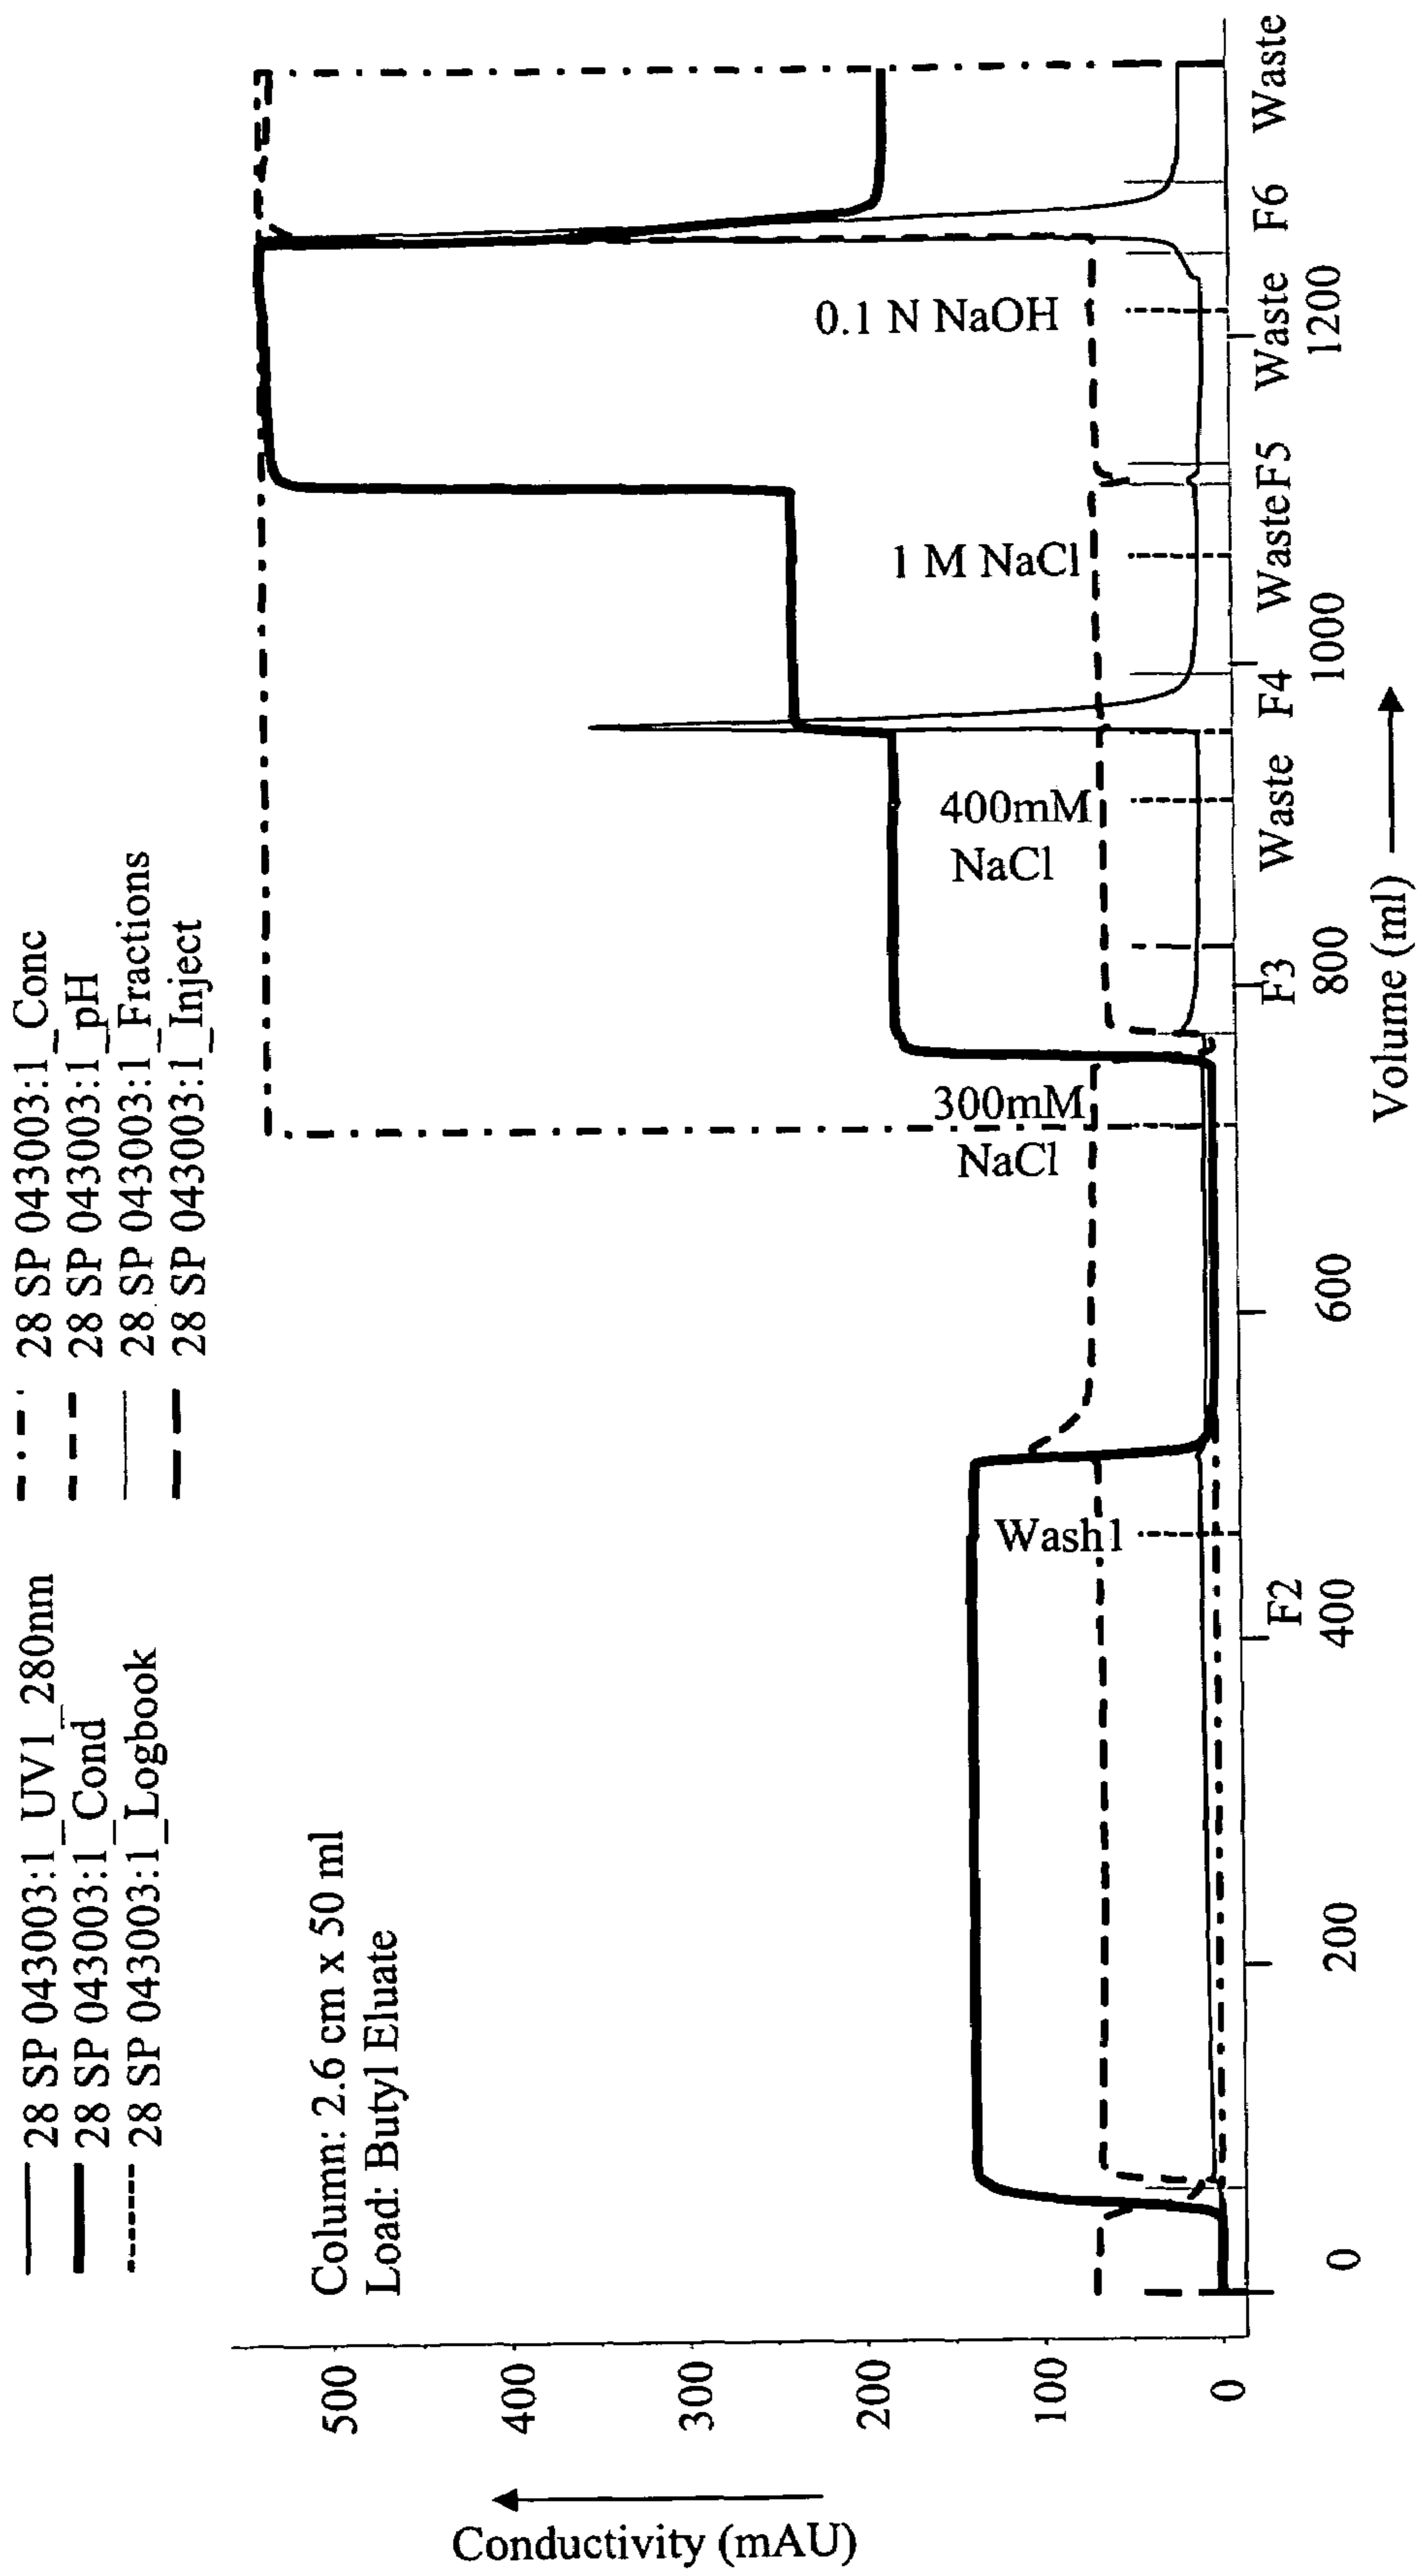 28 SP 043003:1_UV1_280nm
28 SP 043003:1_Cond
28 SP 043003:1_Logbook
28 SP 043003:1_Conc
28 SP 043003:1_pH
28 SP 043003:1_Fractions
28 SP 043003:1_Inject
Column: 2.6 cm x 50 ml
Load: Butyl Eluate
Conductivity (mAU)
500
400
300
200
100
0
Wash1
300mM
NaCl
400mM
NaCl
1 M NaCl
0.1 N NaOH
F2
F3
Waste
F4
Waste
F5
Waste
F6
Waste
0
200
400
600
800
1000
1200
Volume (ml)